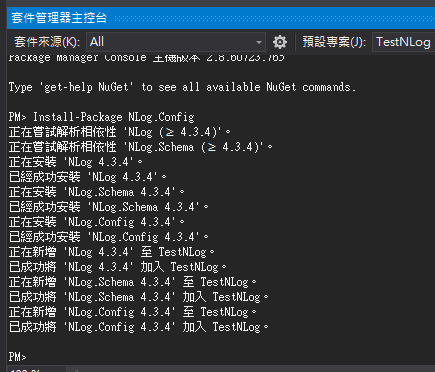 套件管理器主控台
套件來源(K): All 預設專案(J): TestNLog
Package Manager Console 主機版本 2.8.60723.765
Type 'get-help NuGet' to see all available NuGet commands.
PM> Install-Package NLog.Config
正在嘗試解析相依性 'NLog (≥ 4.3.4)'。
正在嘗試解析相依性 'NLog.Schema (≥ 4.3.4)'。
正在安裝 'NLog 4.3.4'。
已經成功安裝 'NLog 4.3.4'。
正在安裝 'NLog.Schema 4.3.4'。
已經成功安裝 'NLog.Schema 4.3.4'。
正在安裝 'NLog.Config 4.3.4'。
已經成功安裝 'NLog.Config 4.3.4'。
正在新增 'NLog 4.3.4' 至 TestNLog。
已成功將 'NLog 4.3.4' 加入 TestNLog。
正在新增 'NLog.Schema 4.3.4' 至 TestNLog。
已成功將 'NLog.Schema 4.3.4' 加入 TestNLog。
正在新增 'NLog.Config 4.3.4' 至 TestNLog。
已成功將 'NLog.Config 4.3.4' 加入 TestNLog。
PM>